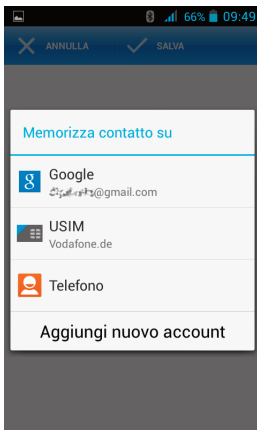 66% 09:49
ANNULLA SALVA
Memorizza contatto su
Google
@gmail.com
USIM
Vodafone.de
Telefono
Aggiungi nuovo account